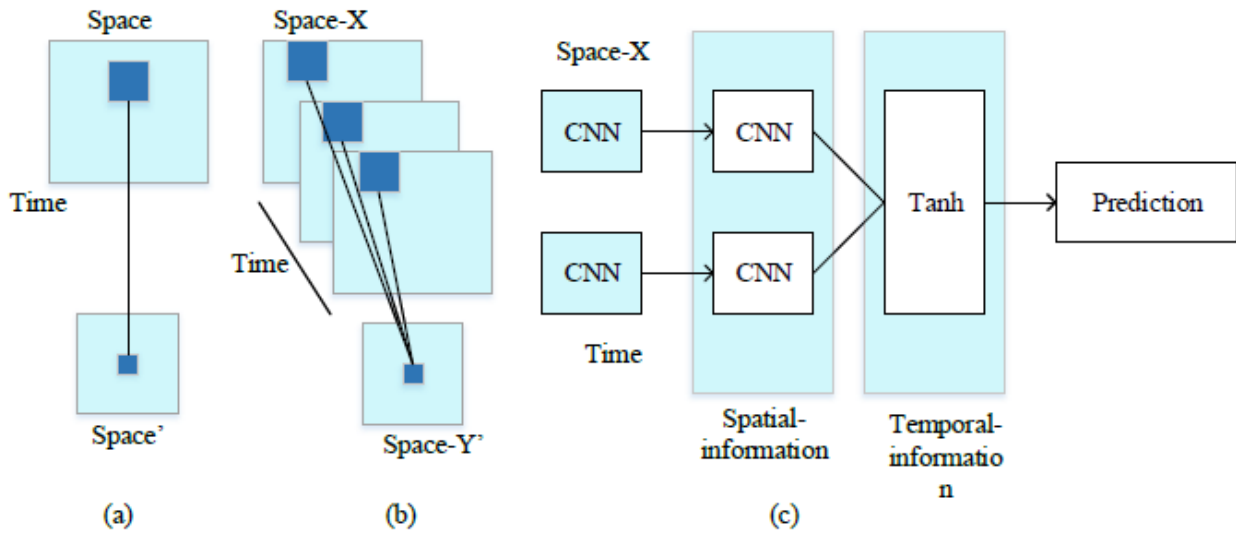 Space
Time
Space’
(a)
Space-X
Time
Space-Y’
(b)
Space-X
CNN
CNN
CNN
CNN
Time
Tanh
Prediction
Spatial-
information
Temporal-
informatio
n
(c)